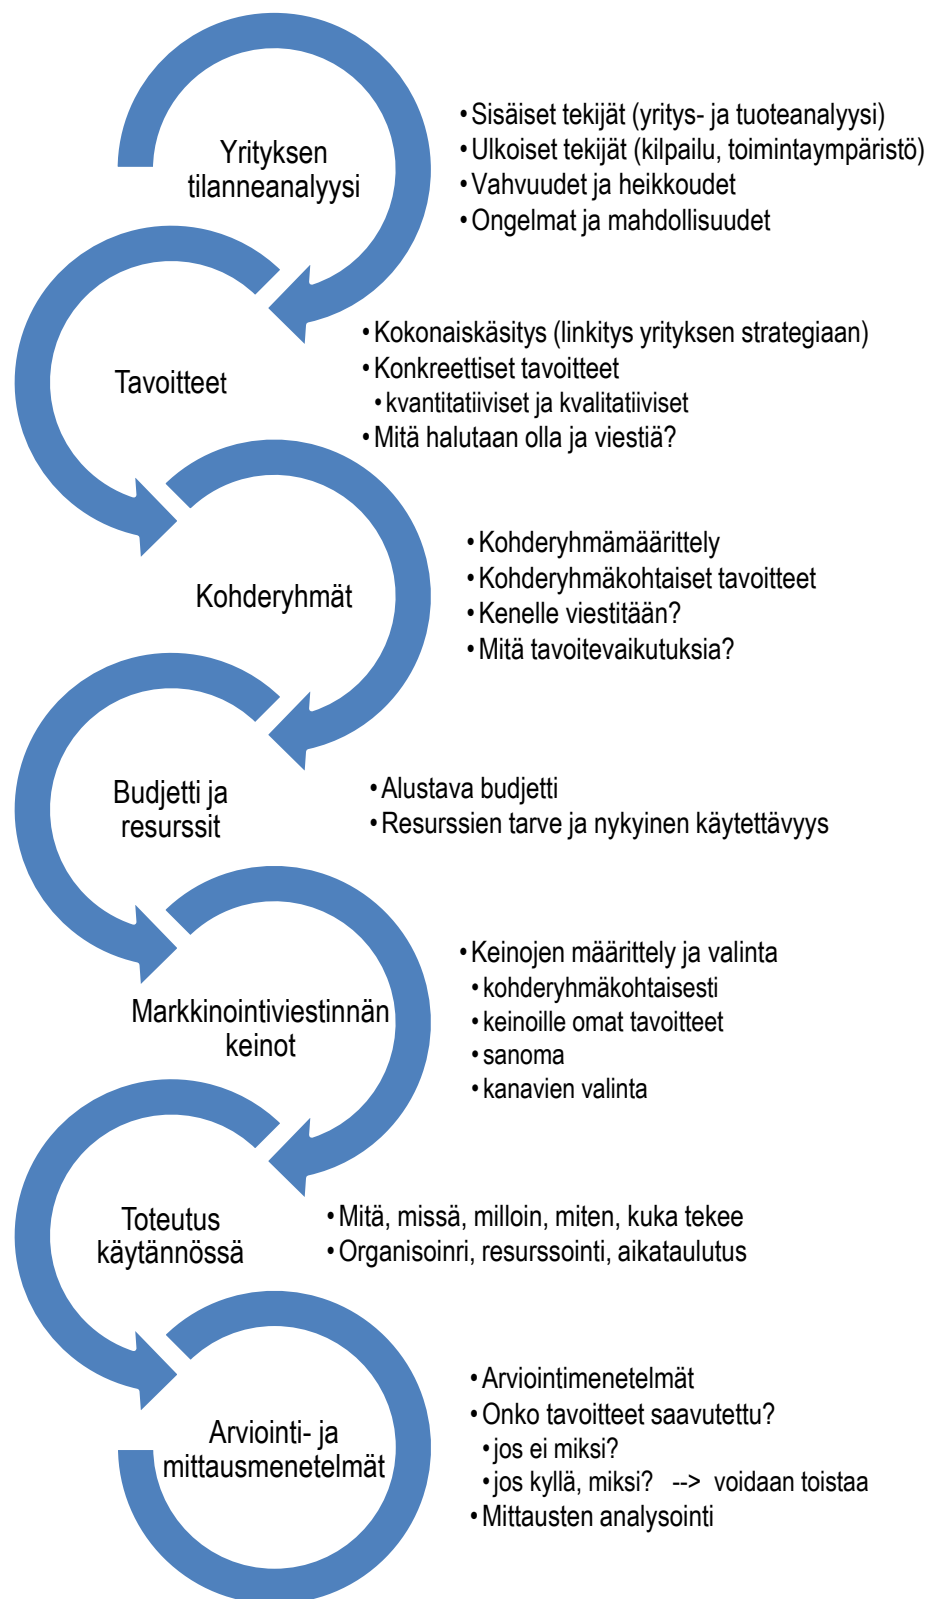 Yrityksen
tilanneanalyysi
• Sisäiset tekijät (yritys- ja tuoteanalyysi)
• Ulkoiset tekijät (kilpailu, toimintaympäristö)
• Vahvuudet ja heikkoudet
• Ongelmat ja mahdollisuudet
Tavoitteet
• Kokonaiskäsitys (linkitys yrityksen strategiaan)
• Konkreettiset tavoitteet
• kvantitatiiviset ja kvalitatiiviset
• Mitä halutaan olla ja viestiä?
Kohderyhmät
• Kohderyhmämäärittely
• Kohderyhmäkohtaiset tavoitteet
• Kenelle viestitään?
• Mitä tavoitevaikutuksia?
Budjetti ja
resurssit
• Alustava budjetti
• Resurssien tarve ja nykyinen käytettävyys
Markkinointiviestinnän
keinot
• Keinojen määrittely ja valinta
• kohderyhmäkohtaisesti
• keinoille omat tavoitteet
• sanoma
• kanavien valinta
Toteutus
käytännössä
• Mitä, missä, milloin, miten, kuka tekee
• Organisoinri, resurssointi, aikataulutus
Arviointi- ja
mittausmenetelmät
• Arviointimenetelmät
• Onko tavoitteet saavutettu?
• jos ei miksi?
• jos kyllä, miksi? --> voidaan toistaa
• Mittausten analysointi